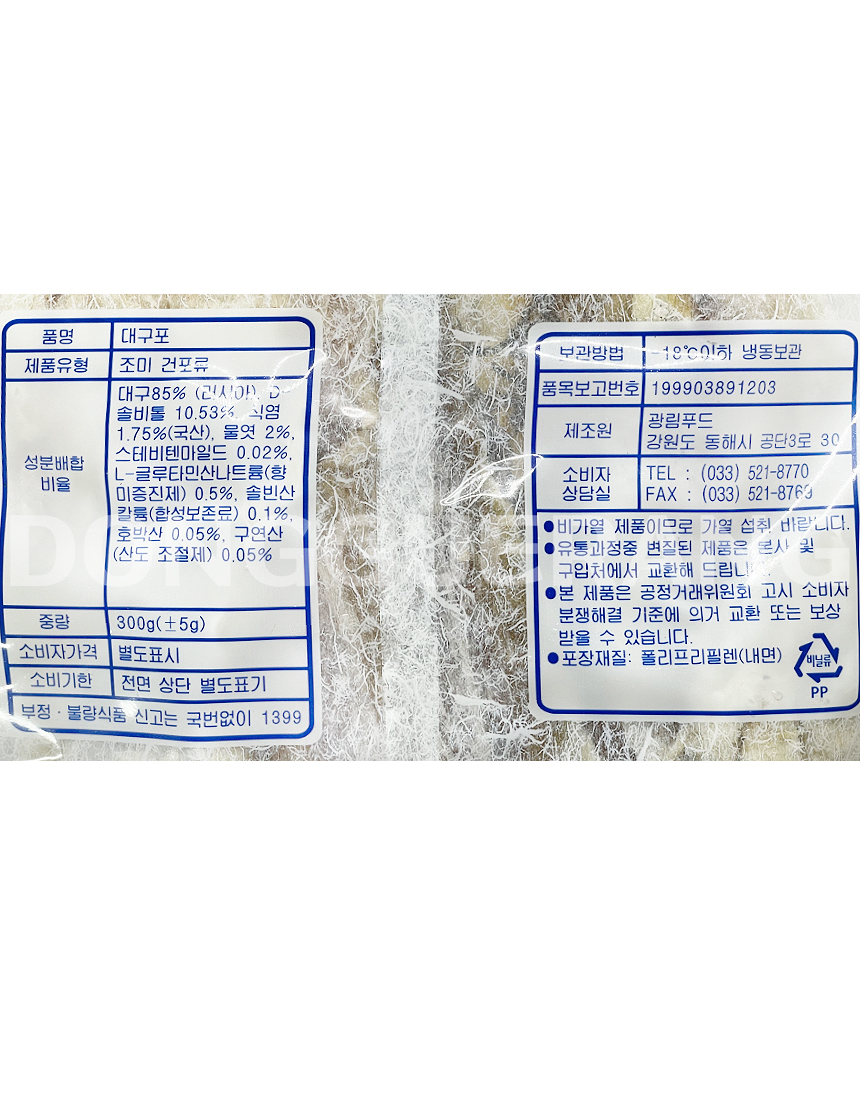 품명 대구포
제품유형 조미 건포류
성분배합
비율
대구85% (러시아), D-
솔비톨 10.53%, 식염
1.75%(국산), 물엿 2%,
스테비텐마일드 0.02%,
L-글루타민산나트륨(향
미증진제) 0.5%, 솔빈산
칼륨(합성보존료) 0.1%,
호박산 0.05%, 구연산
(산도 조절제) 0.05%
중량 300g(±5g)
소비자가격 별도표시
소비기한 전면 상단 별도표기
부정·불량식품 신고는 국번없이 1399
보관방법 -18℃이하 냉동보관
품목보고번호 199903891203
제조원
광림푸드
강원도 동해시 공단3로 30
소비자
상담실
TEL : (033) 521-8770
FAX : (033) 521-8769
●비가열 제품이므로 가열 섭취 바랍니다.
●유통과정중 변질된 제품은 본사 및
구입처에서 교환해 드립니다.
●본 제품은 공정거래위원회 고시 소비자
분쟁해결 기준에 의거 교환 또는 보상
받을 수 있습니다.
●포장재질: 폴리프리필렌(내면)
비닐류
PP